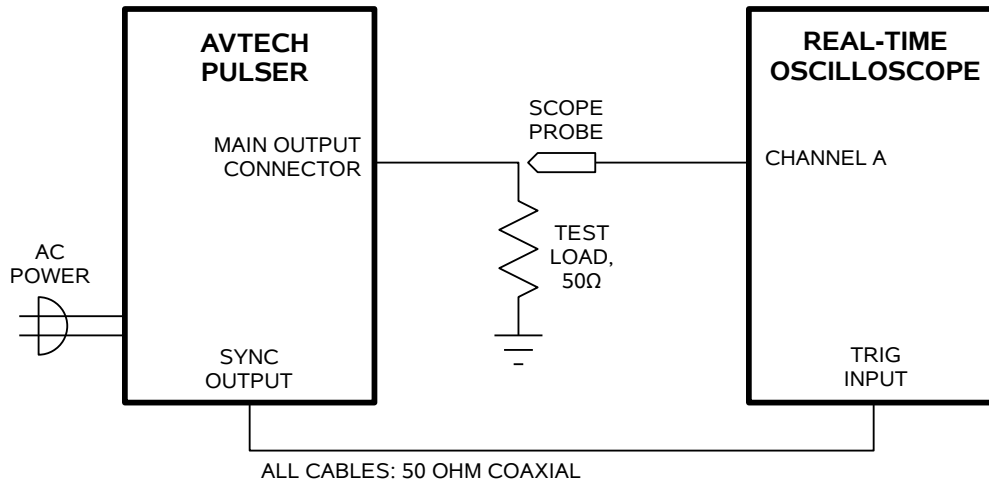 AVTECH
PULSER
MAIN OUTPUT
CONNECTOR
AC
POWER
SYNC
OUTPUT
SCOPE
PROBE
TEST
LOAD,
50Ω
REAL-TIME
OSCILLOSCOPE
CHANNEL A
TRIG
INPUT
ALL CABLES: 50 OHM COAXIAL